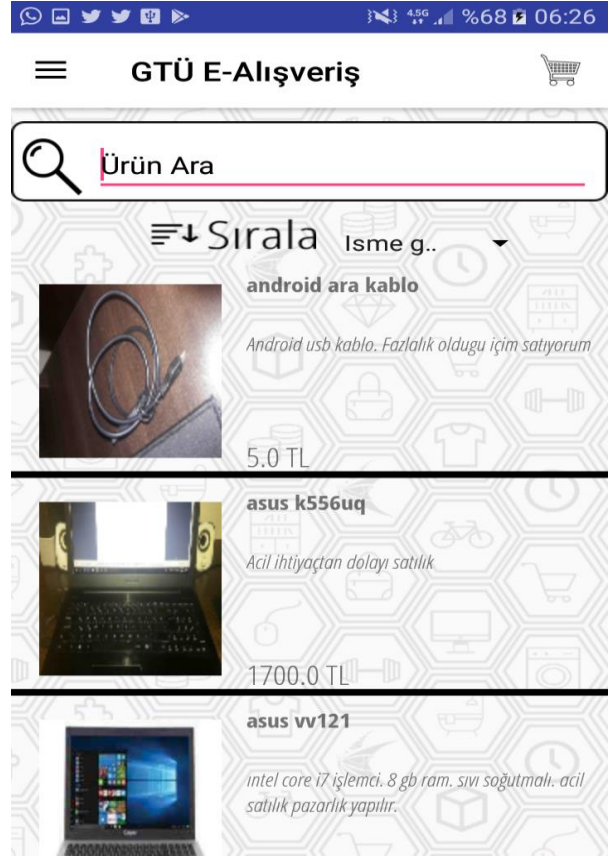 4.5G %68 06:26
GTÜ E-Alışveriş
Ürün Ara
Sırala Isme g..
android ara kablo
Android usb kablo. Fazlalık oldugu içim satıyorum
5.0 TL
asus k556uq
Acil ihtiyaçtan dolayı satılık
1700.0 TL
asus vv121
ıntel core i7 işlemci. 8 gb ram. sıvı soğutmalı. acil
satılık pazarlık yapılır.